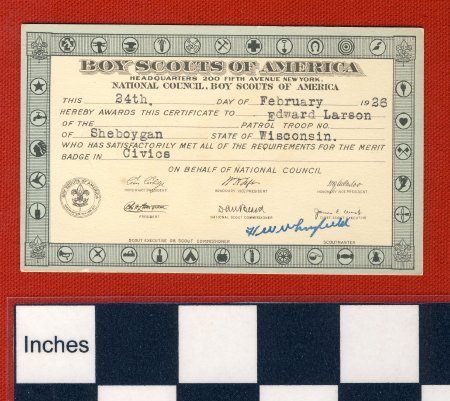 BOY SCOUTS OF AMERICA
HEADQUARTERS 200 FIFTH AVENUE NEW YORK.
NATIONAL COUNCIL, BOY SCOUTS OF AMERICA
THIS 24th, DAY OF February 1926
HEREBY AWARDS THIS CERTIFICATE TO Edward Larson
OF THE PATROL TROOP NO.
OF Sheboygan STATE OF Wisconsin.
WHO HAS SATISFACTORILY MET ALL OF THE REQUIREMENTS FOR THE MERIT
BADGE IN Civics
ON BEHALF OF NATIONAL COUNCIL
HONORARY PRESIDENT HONORARY VICE-PRESIDENT HONORARY VICE-PRESIDENT
PRESIDENT NATIONAL SCOUT COMMISSIONER CHIEF SCOUT EXECUTIVE
SCOUT EXECUTIVE OR SCOUT COMMISSIONER SCOUTMASTER
Inches